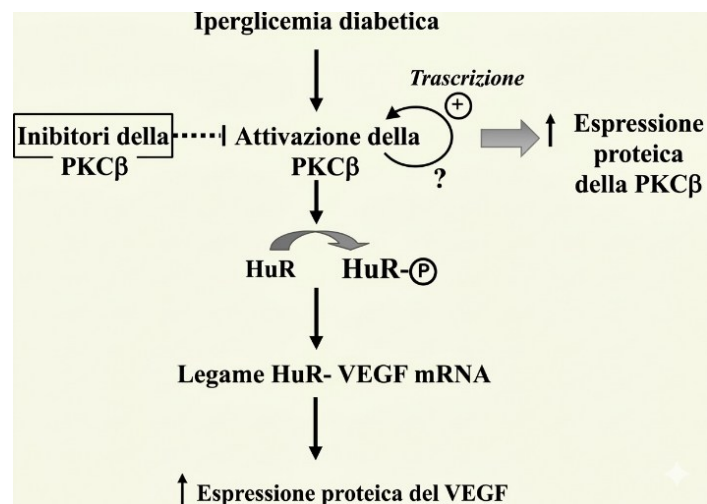 Iperglicemia diabetica
Trascrizione
+
Inibitori della
PKCβ
Attivazione della
PKCβ
?
Espressione
proteica
della PKCβ
HuR
HuR-P
Legame HuR- VEGF mRNA
Espressione proteica del VEGF